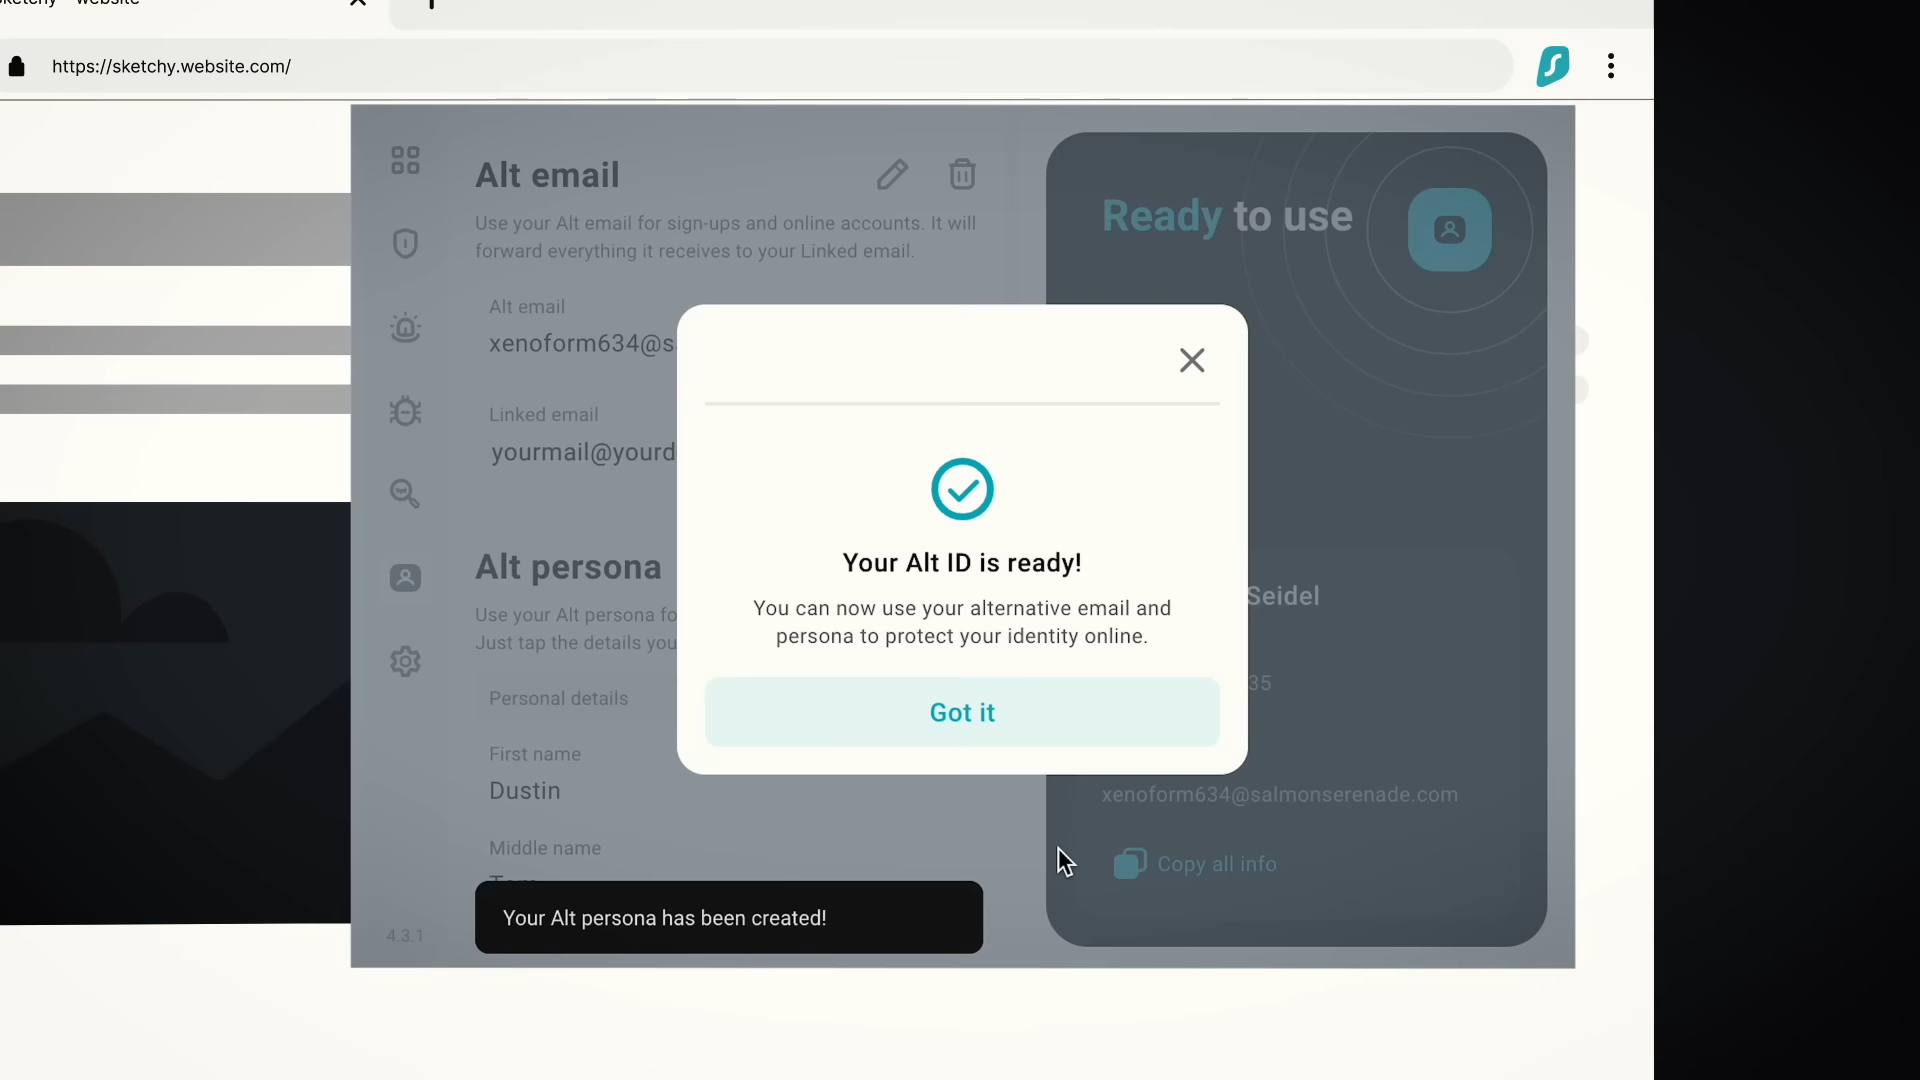 website
https://sketchy.website.com/
Alt email
Use your Alt email for sign-ups and online accounts. It will
forward everything it receives to your Linked email.
Alt email
xenoform634@s
Linked email
yourmail@yourd
Alt persona
Use your Alt persona fo
Just tap the details you
Personal details
First name
Dustin
Middle name
4.3.1
Your Alt persona has been created!
Your Alt ID is ready!
You can now use your alternative email and
persona to protect your identity online.
Got it
Ready to use
Seidel
35
xenoform634@salmonserenade.com
Copy all info